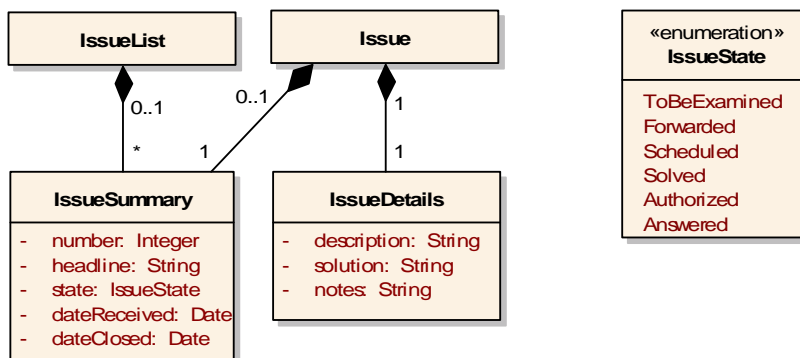 IssueList
Issue
«enumeration»
IssueState
ToBeExamined
Forwarded
Scheduled
Solved
Authorized
Answered
0..1
0..1
1
*
1
1
IssueSummary
- number: Integer
- headline: String
- state: IssueState
- dateReceived: Date
- dateClosed: Date
IssueDetails
- description: String
- solution: String
- notes: String